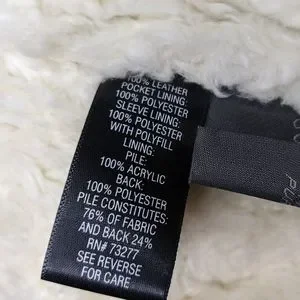 100% LEATHER
POCKET LINING:
100% POLYESTER
SLEEVE LINING:
100% POLYESTER
WITH POLYFILL
LINING:
PILE:
100% ACRYLIC
BACK:
100% POLYESTER
PILE CONSTITUTES:
76% OF FABRIC
AND BACK 24%
RN# 73277
SEE REVERSE
FOR CARE